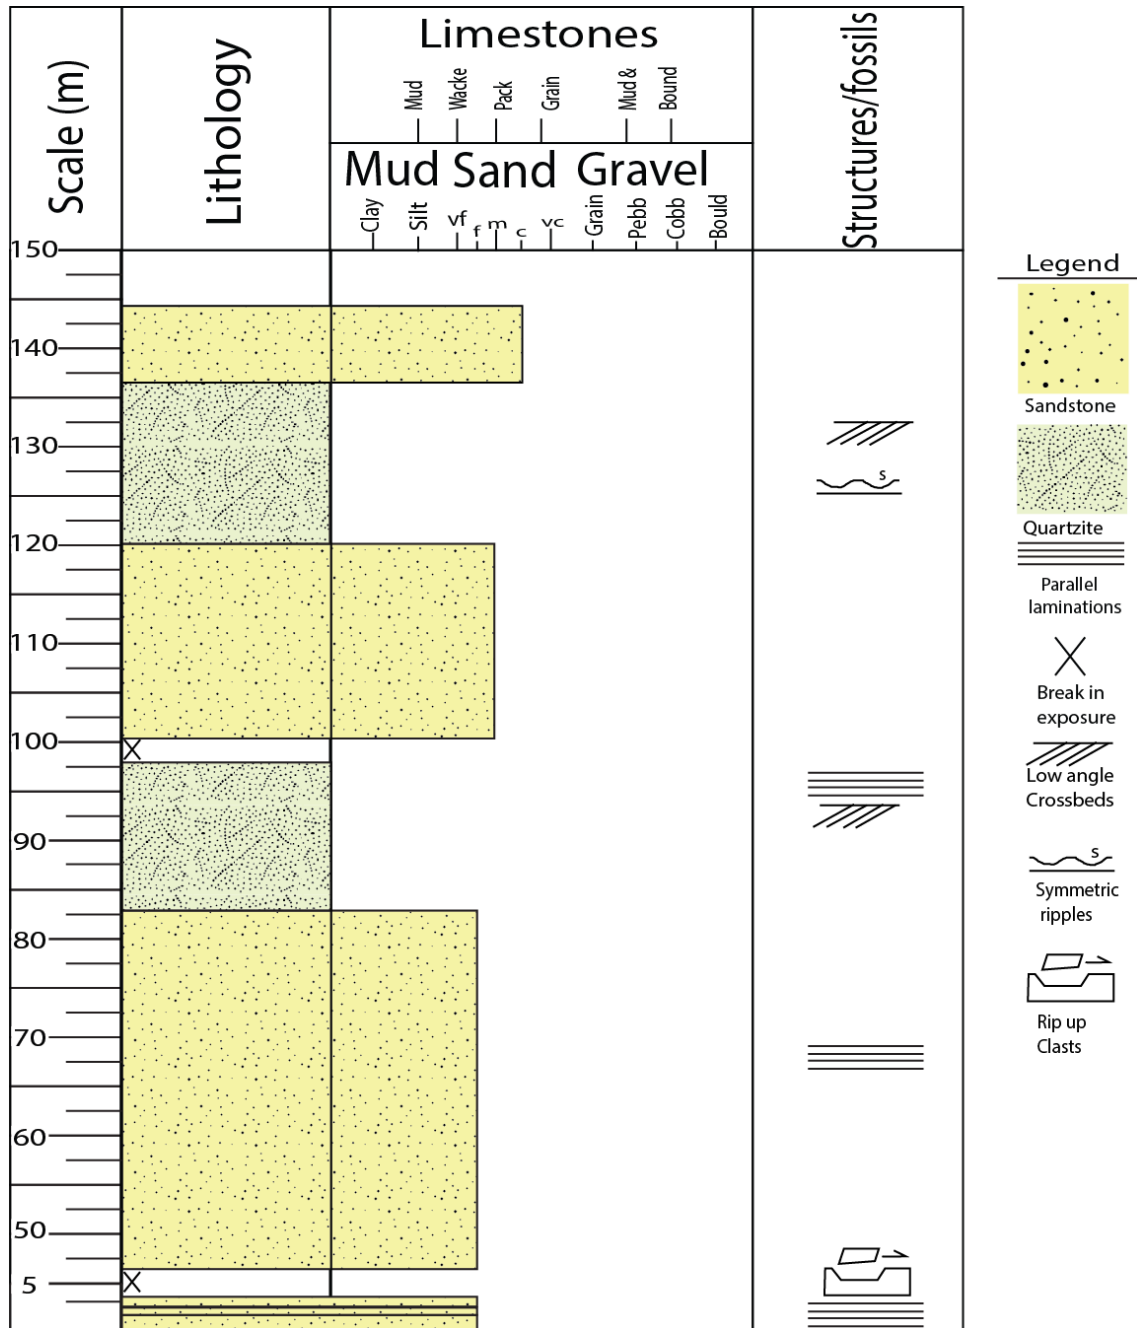 Scale (m)
Lithology
Limestones
Mud
Wacke
Pack
Grain
Mud &
Bound
Mud Sand Gravel
Clay
Silt
vf
f
m
c
vc
Grain
Pebb
Cobb
Bould
Structures/fossils
150
140
130
120
110
100
90
80
70
60
50
5
X
X
s
Legend
Sandstone
Quartzite
Parallel
laminations
Break in
exposure
Low angle
Crossbeds
s
Symmetric
ripples
Rip up
Clasts